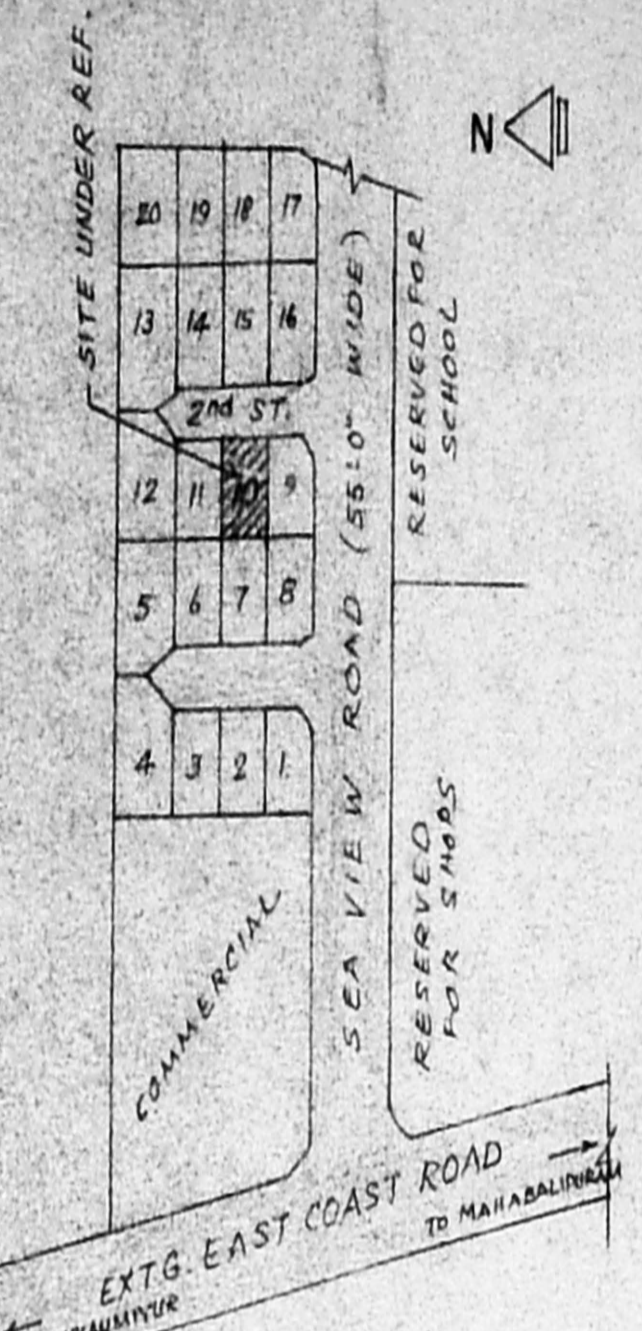 SITE UNDER REF.
N
20 19 18 17
13 14 15 16
2nd ST.
12 11 10 9
5 6 7 8
4 3 2 1.
SEA VIEW ROAD (55'-0" WIDE)
RESERVED FOR
SCHOOL
RESERVED
FOR SHOPS
COMMERCIAL
EXTG. EAST COAST ROAD
TO MAHABALIPURAM